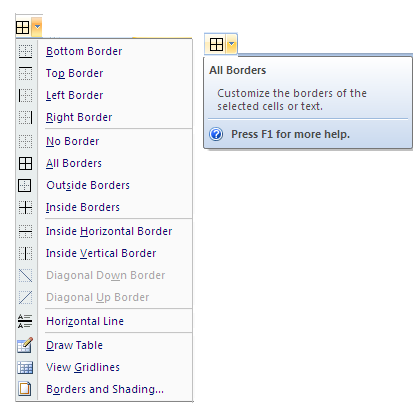 Bottom Border
Top Border
Left Border
Right Border
No Border
All Borders
Outside Borders
Inside Borders
Inside Horizontal Border
Inside Vertical Border
Diagonal Down Border
Diagonal Up Border
Horizontal Line
Draw Table
View Gridlines
Borders and Shading...
All Borders
Customize the borders of the
selected cells or text.
Press F1 for more help.